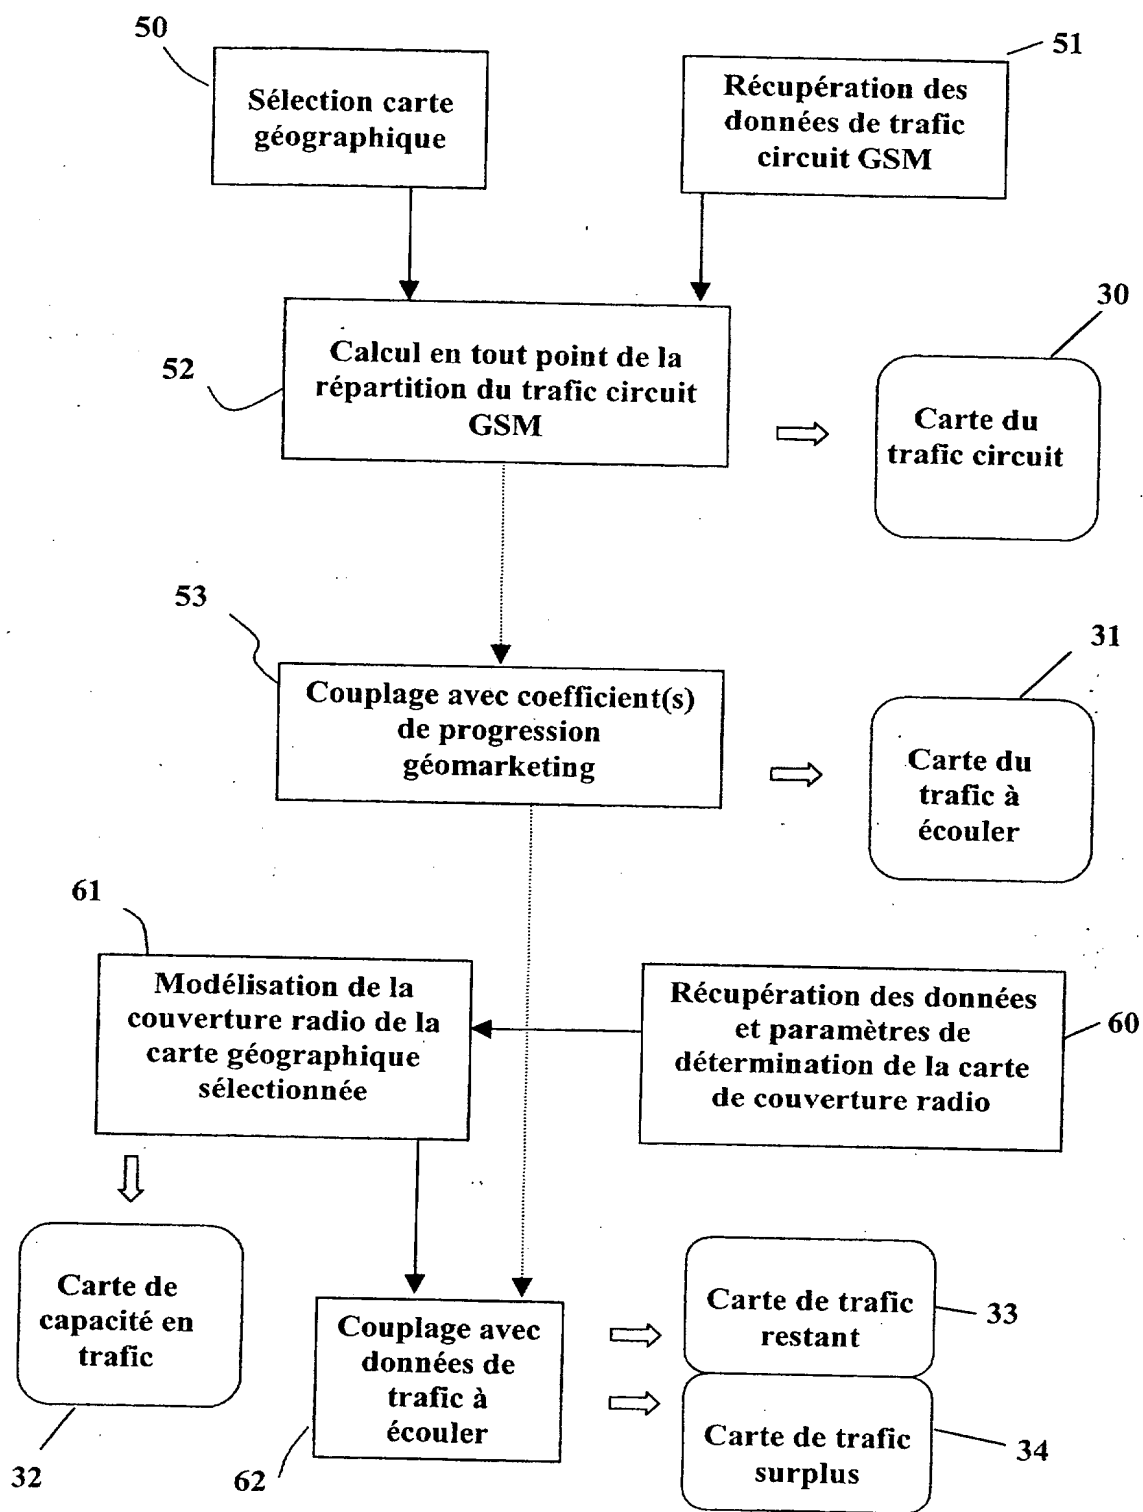 50
51
Sélection carte
géographique
Récupération des
données de trafic
circuit GSM
30
52
Calcul en tout point de la
répartition du trafic circuit
GSM
Carte du
trafic circuit
53
31
Couplage avec coefficient(s)
de progression
géomarketing
Carte du
trafic à
écouler
61
Modélisation de la
couverture radio de la
carte géographique
sélectionnée
Récupération des données
et paramètres de
détermination de la carte
de couverture radio
60
Carte de
capacité en
trafic
Couplage avec
données de
trafic à
écouler
Carte de trafic
restant
33
Carte de trafic
surplus
34
32
62